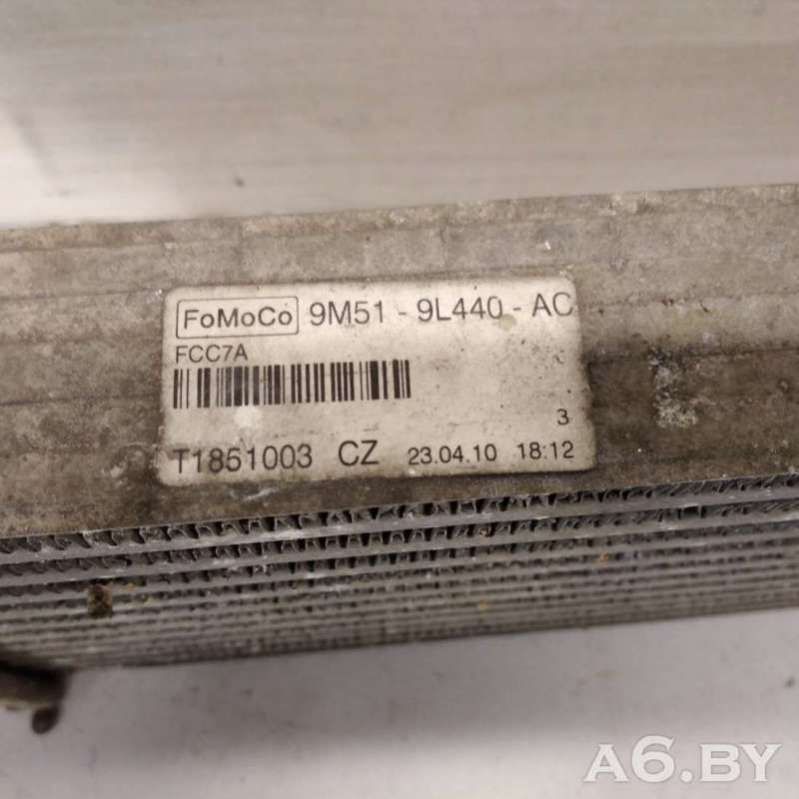 FoMoCo 9M51 - 9L440 - AC
FCC7A
3
T1851003 CZ 23.04.10 18:12
A6.BY